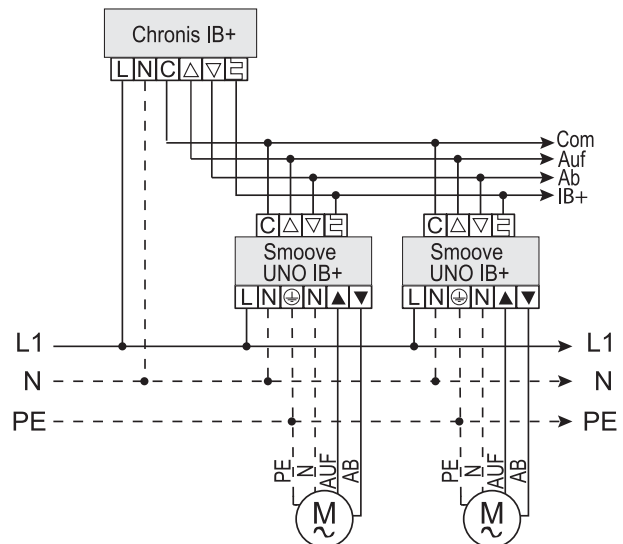 Chronis IB+
L N C
Com
Auf
Ab
IB+
C
C
Smoove
UNO IB+
Smoove
UNO IB+
L N N
L N N
L1
L1
N
N
PE
PE
PE
N
AUF
AB
PE
N
AUF
AB
M
M